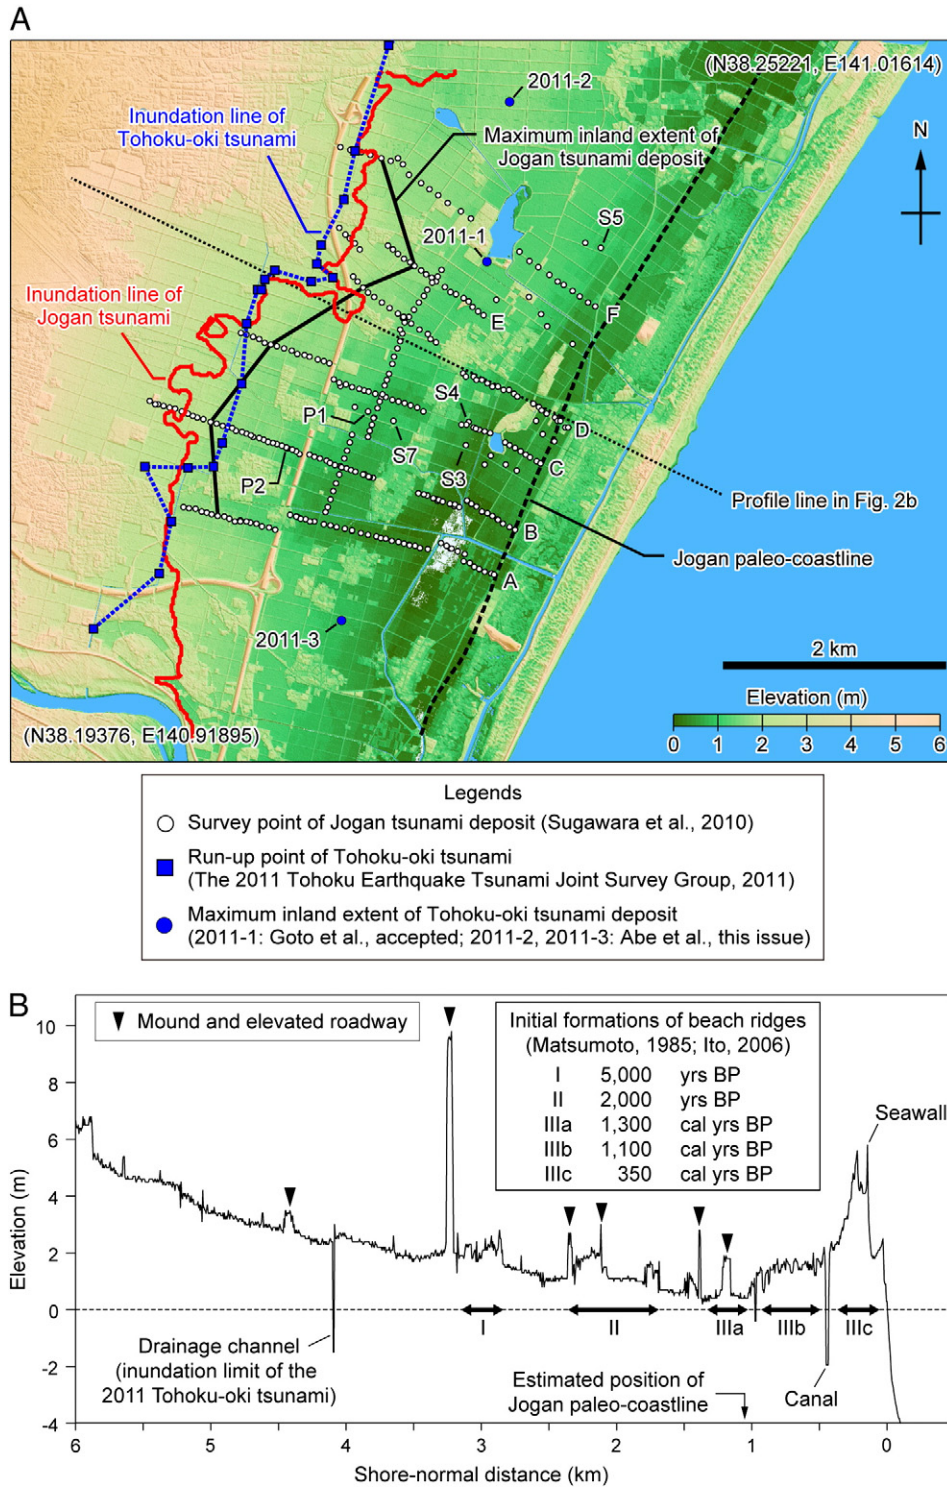 A
(N38.25221, E141.01614)
2011-2
Inundation line of
Tohoku-oki tsunami
Maximum inland extent of
Jogan tsunami deposit
N
S5
2011-1
Inundation line of
Jogan tsunami
E
F
S4
P1
D
S7
C
S3
P2
Profile line in Fig. 2b
B
Jogan paleo-coastline
A
2011-3
2 km
Elevation (m)
(N38.19376, E140.91895)
0 1 2 3 4 5 6
Legends
Survey point of Jogan tsunami deposit (Sugawara et al., 2010)
Run-up point of Tohoku-oki tsunami
(The 2011 Tohoku Earthquake Tsunami Joint Survey Group, 2011)
Maximum inland extent of Tohoku-oki tsunami deposit
(2011-1: Goto et al., accepted; 2011-2, 2011-3: Abe et al., this issue)
B
Mound and elevated roadway
Initial formations of beach ridges
(Matsumoto, 1985; Ito, 2006)
I 5,000 yrs BP
II 2,000 yrs BP
IIIa 1,300 cal yrs BP
IIIb 1,100 cal yrs BP
IIIc 350 cal yrs BP
Seawall
10
8
6
4
2
0
-2
-4
Elevation (m)
I
II
IIIa
IIIb
IIIc
Drainage channel
(inundation limit of the
2011 Tohoku-oki tsunami)
Estimated position of
Jogan paleo-coastline
Canal
6 5 4 3 2 1 0
Shore-normal distance (km)